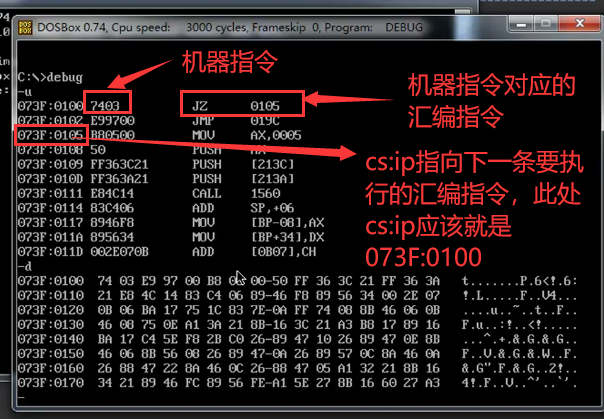 DOSBox 0.74, Cpu speed: 3000 cycles, Frameskip 0, Program: DEBUG
机器指令
C:\>debug
-u
073F:0100 7403 JZ 0105
073F:0102 E99700 JMP 019C
073F:0105 B80500 MOV AX,0005
073F:0108 50 PUSH AX
073F:0109 FF363C21 PUSH [213C]
073F:010D FF363A21 PUSH [213A]
073F:0111 E84C14 CALL 1560
073F:0114 83C406 ADD SP,+06
073F:0117 8946F8 MOV [BP-08],AX
073F:011A 895634 MOV [BP+34],DX
073F:011D 002E070B ADD [0B07],CH
机器指令对应的
汇编指令
cs:ip指向下一条要执
行的汇编指令，此处
cs:ip应该就是
073F:0100
-d
073F:0100 74 03 E9 97 00 B8 05 00-50 FF 36 3C 21 FF 36 3A t.......P.6<!.6:
073F:0110 21 E8 4C 14 83 C4 06 89-46 F8 89 56 34 00 2E 07 !.L.....F..V4...
073F:0120 0B 06 BA 17 75 1C 83 7E-0A FF 74 08 8B 46 06 0B ....u..~..t..F..
073F:0130 46 08 75 0E A1 3A 21 8B-16 3C 21 A3 B8 17 89 16 F.u..:!..<!.....
073F:0140 BA 17 C4 5E F8 2B C0 26-89 47 10 26 89 47 0E 8B ...^.+.&.G.&.G..
073F:0150 46 06 8B 56 08 26 89 47-0A 26 89 57 0C 8A 46 0A F..V.&.G.&.W..F.
073F:0160 26 88 47 22 8A 46 0C 26-88 47 05 A1 32 21 8B 16 &.G".F.&.G..2!..
073F:0170 34 21 89 46 FC 89 56 FE-A1 5E 27 8B 16 60 27 A3 4!.F..V..^'..`'.
-